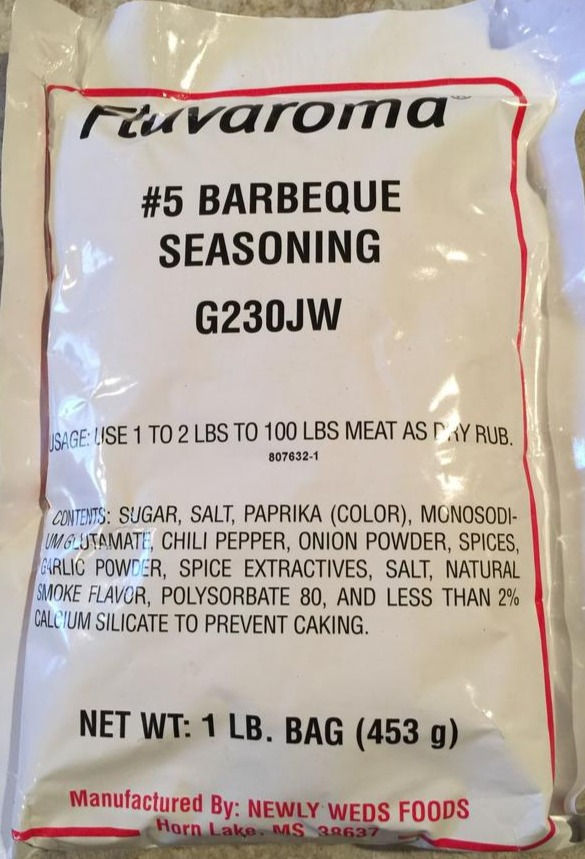 Fluvaroma®
#5 BARBEQUE
SEASONING
G230JW
USAGE: USE 1 TO 2 LBS TO 100 LBS MEAT AS DRY RUB.
807632-1
CONTENTS: SUGAR, SALT, PAPRIKA (COLOR), MONOSODI-
UM GLUTAMATE, CHILI PEPPER, ONION POWDER, SPICES,
GARLIC POWDER, SPICE EXTRACTIVES, SALT, NATURAL
SMOKE FLAVOR, POLYSORBATE 80, AND LESS THAN 2%
CALCIUM SILICATE TO PREVENT CAKING.
NET WT: 1 LB. BAG (453 g)
Manufactured By: NEWLY WEDS FOODS
Horn Lake, MS 38637